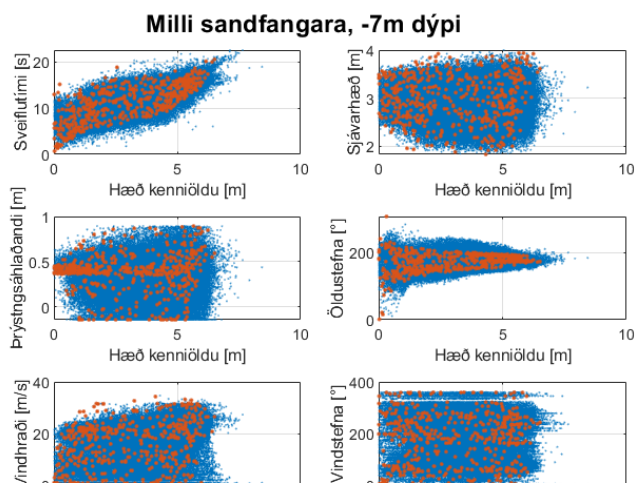 Milli sandfangara, -7m dýpi
Sveiflutími [s]
20
10
0
0
5
10
Hæð kenniöldu [m]
Sjávarhæð [m]
4
3
2
0
5
10
Hæð kenniöldu [m]
Þrýstngsáhlaðandi [m]
1
0.5
0
0
5
10
Hæð kenniöldu [m]
Öldustefna [°]
200
0
0
5
10
Hæð kenniöldu [m]
Vindhraði [m/s]
40
20
0
Vindstefna [°]
400
200
0